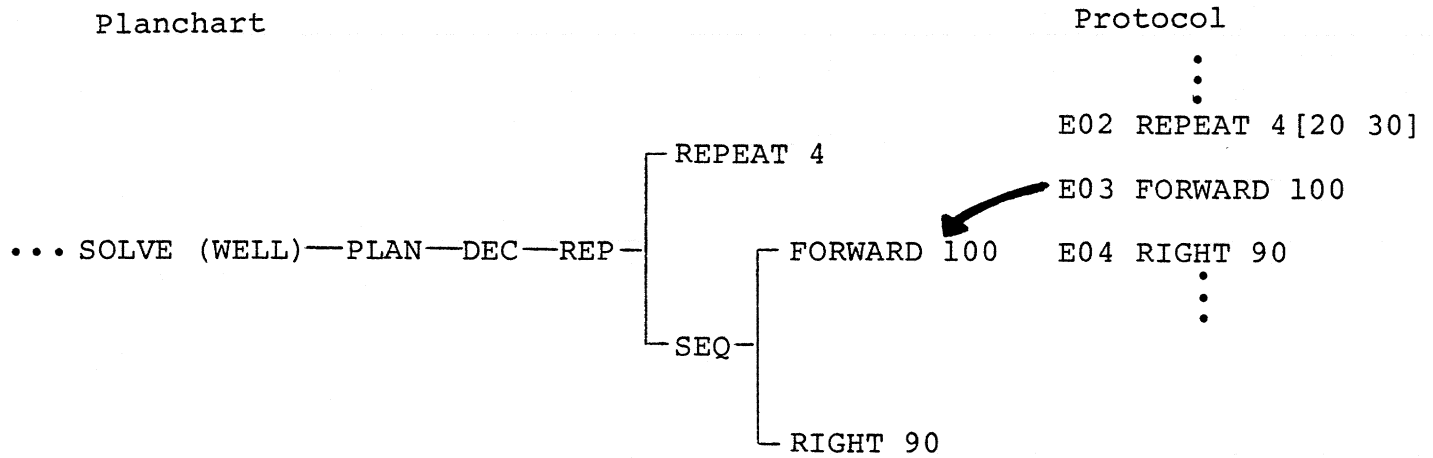 Planchart
Protocol
E02 REPEAT 4[20 30]
REPEAT 4
E03 FORWARD 100
... SOLVE (WELL)—PLAN—DEC—REP
FORWARD 100
E04 RIGHT 90
SEQ
RIGHT 90